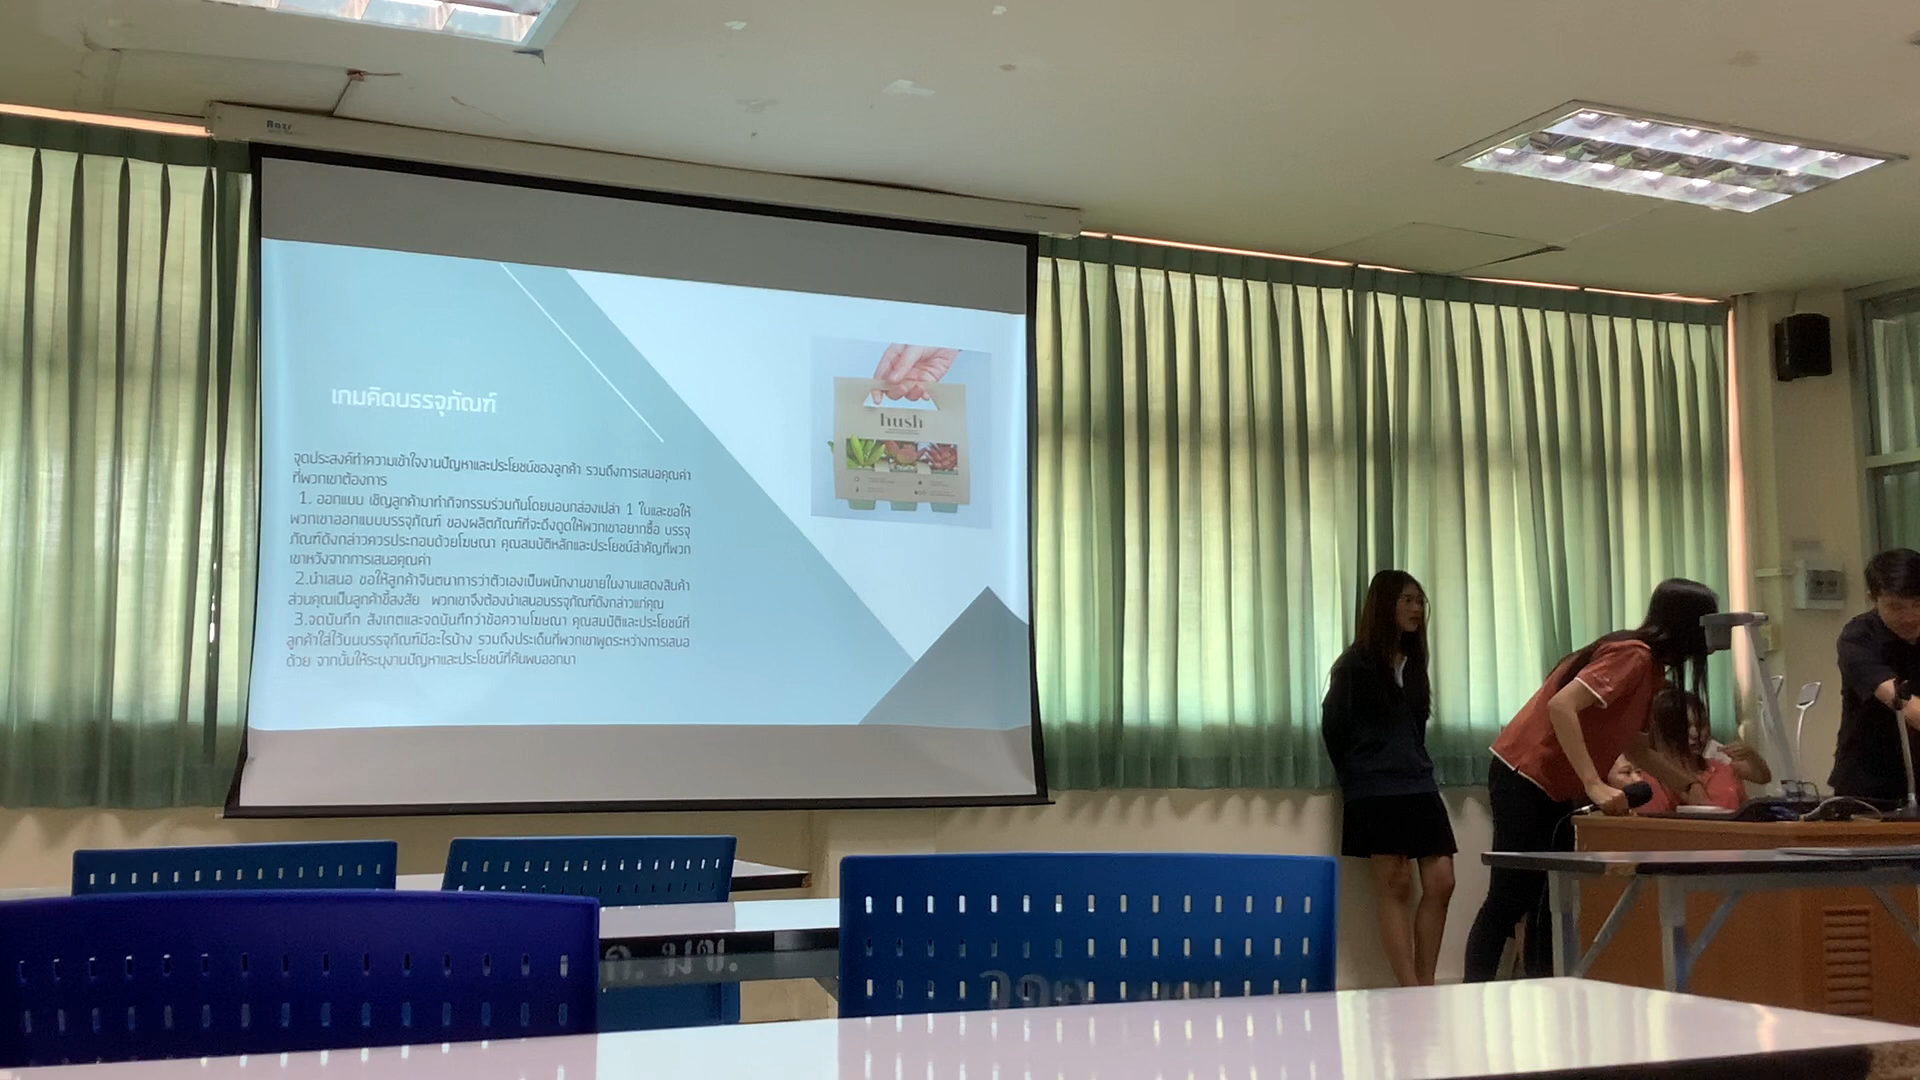 เกมคิดบรรจุภัณฑ์
จุดประสงค์ทำความเข้าใจงานปัญหาและประโยชน์ของลูกค้า รวมถึงการเสนอคุณค่า
ที่พวกเขาต้องการ
1. ออกแบบ เชิญลูกค้ามาทำกิจกรรมร่วมกันโดยมอบกล่องเปล่า 1 ใบและขอให้
พวกเขาออกแบบบรรจุภัณฑ์ ของผลิตภัณฑ์ที่จะดึงดูดให้พวกเขาอยากซื้อ บรรจุ
ภัณฑ์ดังกล่าวควรประกอบด้วยโฆษณา คุณสมบัติหลักและประโยชน์สำคัญที่พวก
เขาหวังจากการเสนอคุณค่า
2.นำเสนอ ขอให้ลูกค้าจินตนาการว่าตัวเองเป็นพนักงานขายในงานแสดงสินค้า
ส่วนคุณเป็นลูกค้าขี้สงสัย พวกเขาจึงต้องนำเสนอบรรจุภัณฑ์ดังกล่าวแก่คุณ
3.จดบันทึก สังเกตและจดบันทึกว่าข้อความโฆษณา คุณสมบัติและประโยชน์ที่
ลูกค้าใส่ไว้บนบรรจุภัณฑ์มีอะไรบ้าง รวมถึงประเด็นที่พวกเขาพูดระหว่างการเสนอ
ด้วย จากนั้นให้ระบุงานปัญหาและประโยชน์ที่ค้นพบออกมา
hush